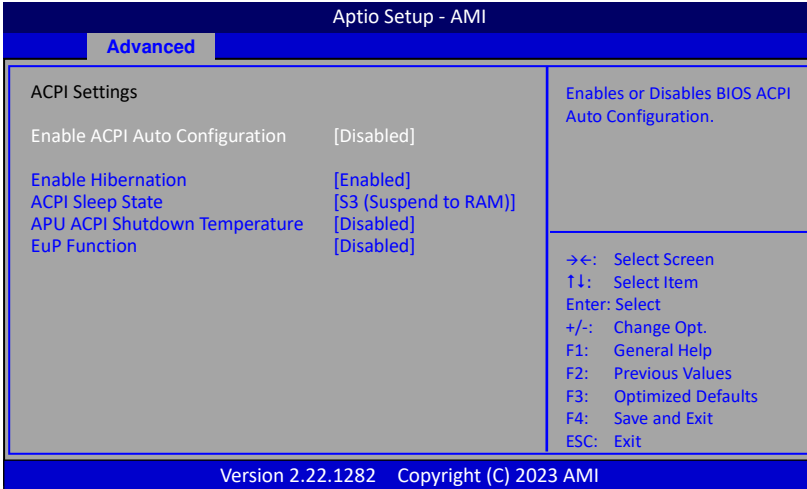 Aptio Setup - AMI
Advanced
ACPI Settings
Enable ACPI Auto Configuration [Disabled]
Enable Hibernation [Enabled]
ACPI Sleep State [S3 (Suspend to RAM)]
APU ACPI Shutdown Temperature [Disabled]
EuP Function [Disabled]
Enables or Disables BIOS ACPI
Auto Configuration.
→←: Select Screen
↑↓: Select Item
Enter: Select
+/-: Change Opt.
F1: General Help
F2: Previous Values
F3: Optimized Defaults
F4: Save and Exit
ESC: Exit
Version 2.22.1282 Copyright (C) 2023 AMI